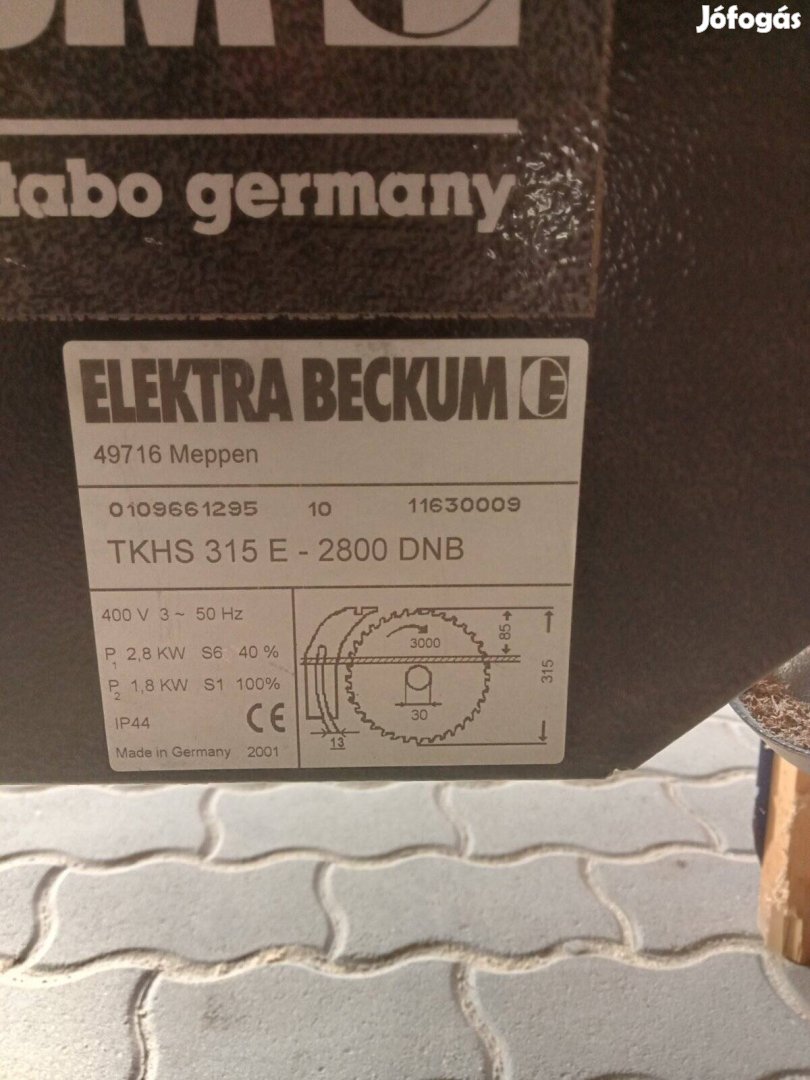 Jófogás
tabo germany
ELEKTRA BECKUM E
49716 Meppen
0109661295 10 11630009
TKHS 315 E - 2800 DNB
400 V 3 ~ 50 Hz
P1 2,8 KW S6 40 %
P2 1,8 KW S1 100%
IP44 CE
Made in Germany 2001
3000
85
315
30
13